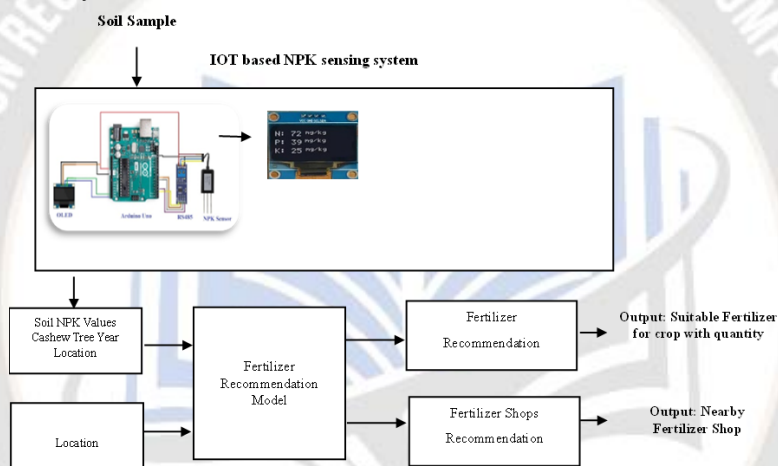 Soil Sample
IOT based NPK sensing system
N: 72 mg/kg
P: 39 mg/kg
K: 25 mg/kg
OLED
Arduino Uno
RS485
NPK Sensor
Soil NPK Values
Cashew Tree Year
Location
Fertilizer
Recommendation
Model
Fertilizer
Recommendation
Output: Suitable Fertilizer
for crop with quantity
Location
Fertilizer Shops
Recommendation
Output: Nearby
Fertilizer Shop